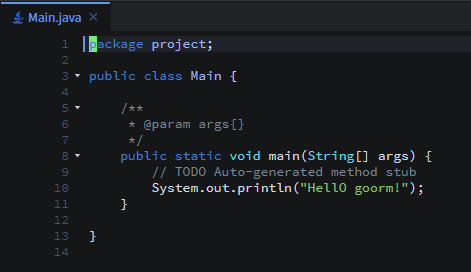 Main.java ×
1 package project;
2
3 public class Main {
4
5 /**
6 * @param args{}
7 */
8 public static void main(String[] args) {
9 // TODO Auto-generated method stub
10 System.out.println("HellO goorm!");
11 }
12
13 }
14